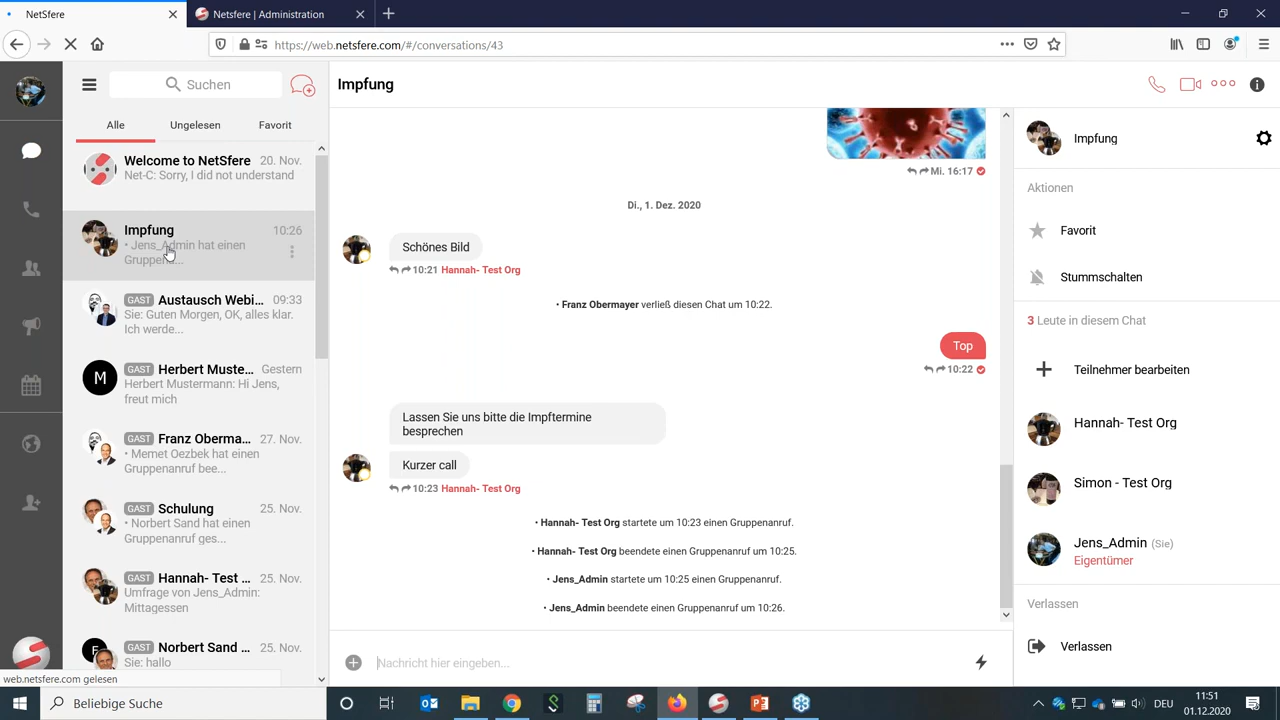 NetSfere
Netsfere | Administration
https://web.netsfere.com/#/conversations/43
Suchen
Impfung
Alle
Ungelesen
Favorit
Welcome to NetSfere
20. Nov.
Net-C: Sorry, I did not understand
Impfung
10:26
• Jens_Admin hat einen
Gruppena...
GAST Austausch Webi...
09:33
Sie: Guten Morgen, OK, alles klar.
Ich werde...
M
GAST Herbert Muste...
Gestern
Herbert Mustermann: Hi Jens,
freut mich
GAST Franz Oberma...
27. Nov.
• Memet Oezbek hat einen
Gruppenanruf bee...
GAST Schulung
25. Nov.
• Norbert Sand hat einen
Gruppenanruf ges...
GAST Hannah- Test ...
25. Nov.
Umfrage von Jens_Admin:
Mittagessen
GAST Norbert Sand ...
25. Nov.
Sie: hallo
web.netsfere.com gelesen
Mi. 16:17
Di., 1. Dez. 2020
Schönes Bild
10:21 Hannah- Test Org
• Franz Obermayer verließ diesen Chat um 10:22.
Top
10:22
Lassen Sie uns bitte die Impftermine
besprechen
Kurzer call
10:23 Hannah- Test Org
• Hannah- Test Org startete um 10:23 einen Gruppenanruf.
• Hannah- Test Org beendete einen Gruppenanruf um 10:25.
• Jens_Admin startete um 10:25 einen Gruppenanruf.
• Jens_Admin beendete einen Gruppenanruf um 10:26.
Nachricht hier eingeben...
Impfung
Aktionen
Favorit
Stummschalten
3 Leute in diesem Chat
Teilnehmer bearbeiten
Hannah- Test Org
Simon - Test Org
Jens_Admin (Sie)
Eigentümer
Verlassen
Verlassen
Beliebige Suche
DEU
11:51
01.12.2020